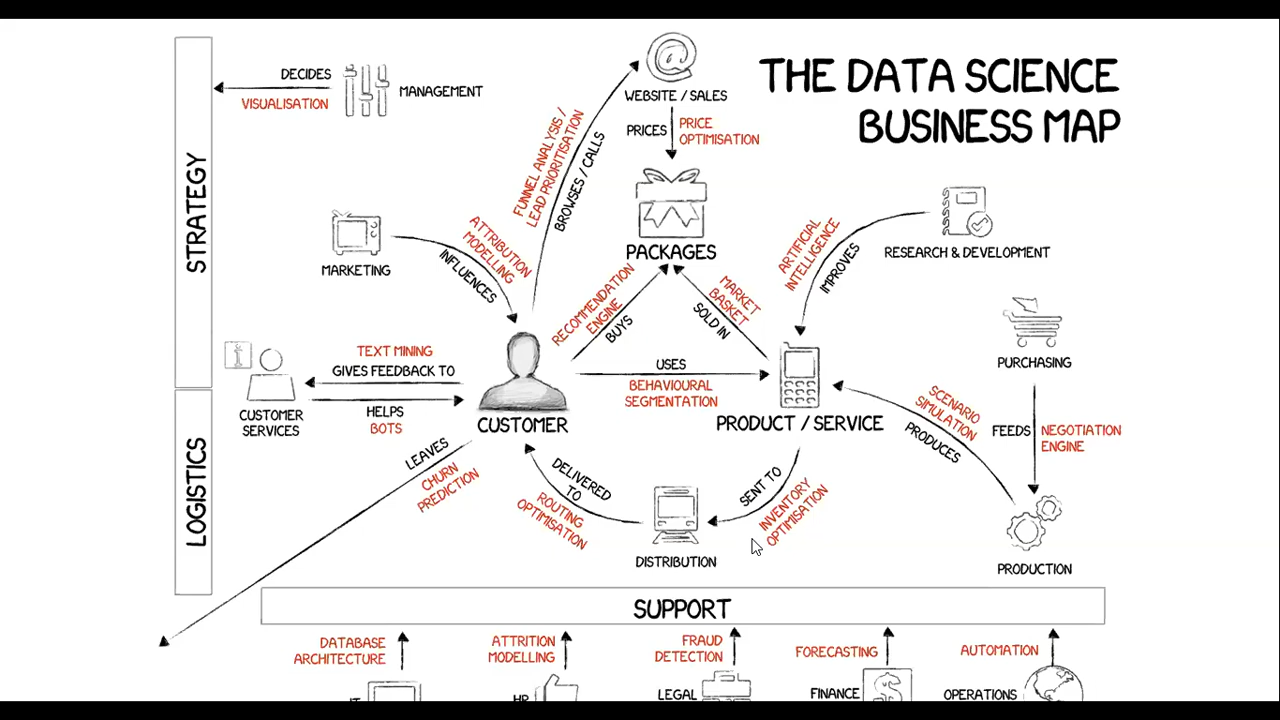 THE DATA SCIENCE
BUSINESS MAP
STRATEGY
LOGISTICS
DECIDES
VISUALISATION
MANAGEMENT
WEBSITE / SALES
PRICES
PRICE
OPTIMISATION
FUNNEL ANALYSIS /
LEAD PRIORITISATION
BROWSES / CALLS
PACKAGES
MARKETING
ATTRIBUTION
MODELLING
INFLUENCES
RECOMMENDATION
ENGINE
BUYS
MARKET
BASKET
SOLD IN
ARTIFICIAL
INTELLIGENCE
IMPROVES
RESEARCH & DEVELOPMENT
PURCHASING
TEXT MINING
GIVES FEEDBACK TO
HELPS
BOTS
CUSTOMER
SERVICES
CUSTOMER
USES
BEHAVIOURAL
SEGMENTATION
PRODUCT / SERVICE
SCENARIO
SIMULATION
PRODUCES
FEEDS
NEGOTIATION
ENGINE
LEAVES
CHURN
PREDICTION
DELIVERED
TO
ROUTING
OPTIMISATION
SENT TO
INVENTORY
OPTIMISATION
DISTRIBUTION
PRODUCTION
SUPPORT
DATABASE
ARCHITECTURE
ATTRITION
MODELLING
FRAUD
DETECTION
FORECASTING
AUTOMATION
IT
HR
LEGAL
FINANCE
OPERATIONS